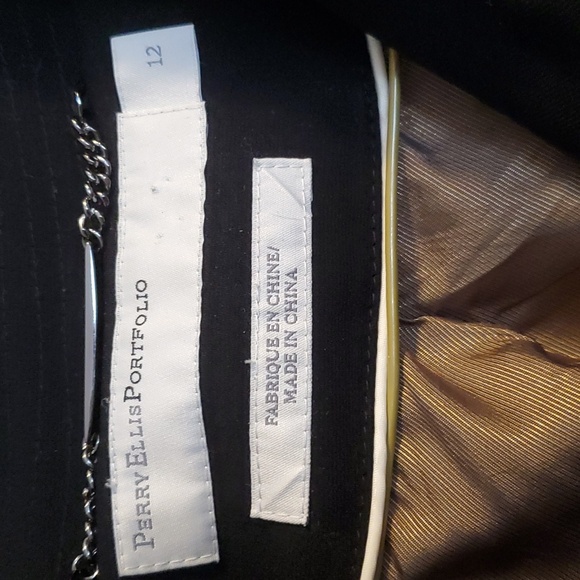 12
PERRY ELLIS PORTFOLIO
FABRIQUE EN CHINE/
MADE IN CHINA